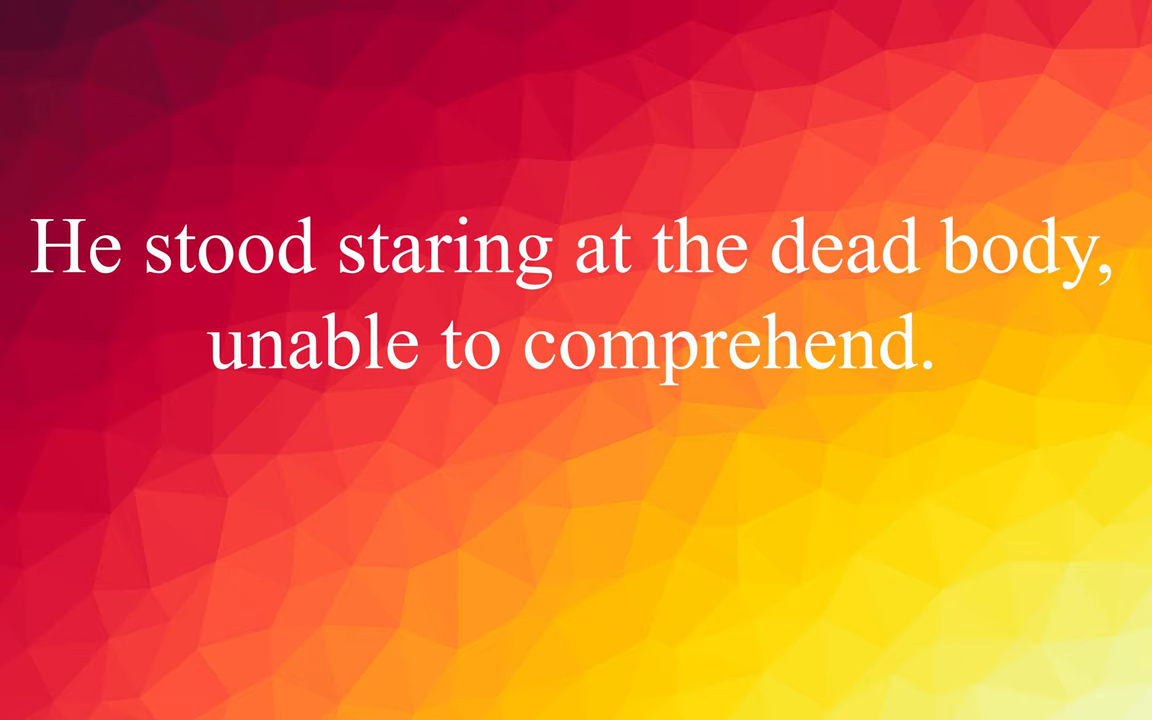 He stood staring at the dead body,
unable to comprehend.